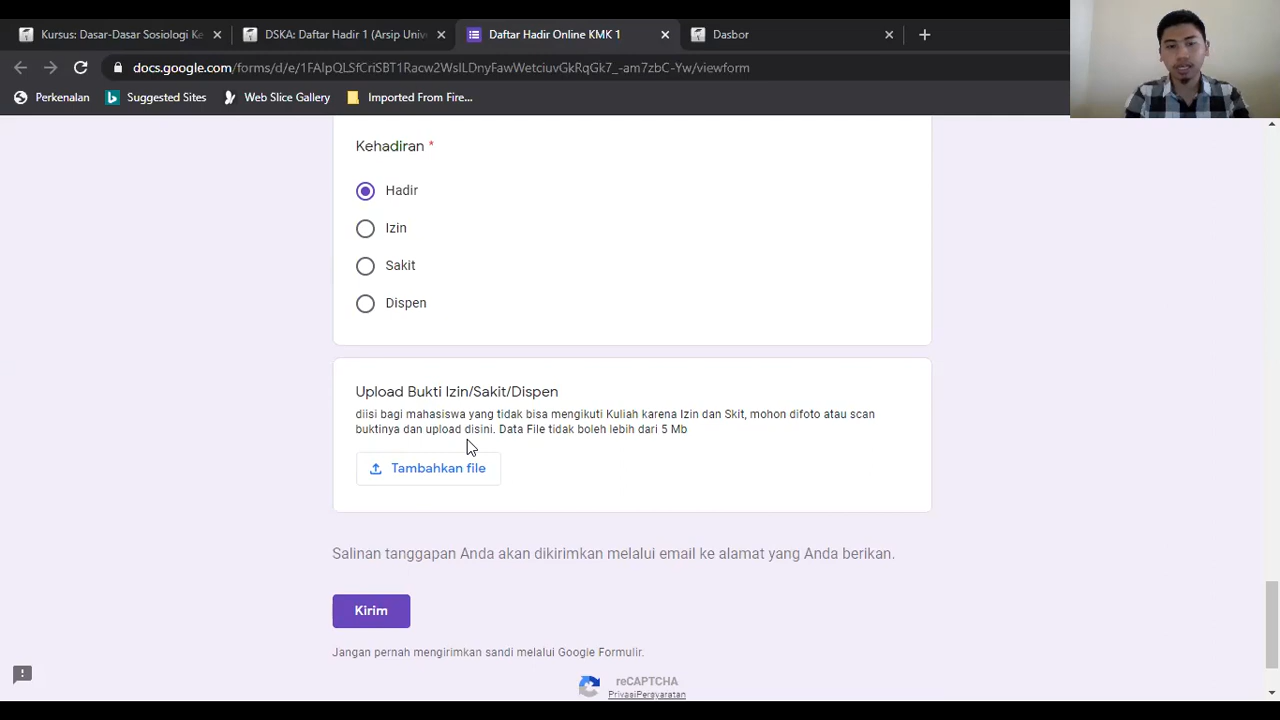 Kursus: Dasar-Dasar Sosiologi Ke
DSKA: Daftar Hadir 1 (Arsip Univ
Daftar Hadir Online KMK 1
Dasbor
docs.google.com/forms/d/e/1FAIpQLSfCriSBT1Racw2WsILDnyFawWetciuvGkRqGk7_-am7zbC-Yw/viewform
Perkenalan
Suggested Sites
Web Slice Gallery
Imported From Fire...
Kehadiran *
Hadir
Izin
Sakit
Dispen
Upload Bukti Izin/Sakit/Dispen
diisi bagi mahasiswa yang tidak bisa mengikuti Kuliah karena Izin dan Skit, mohon difoto atau scan
buktinya dan upload disini. Data File tidak boleh lebih dari 5 Mb
Tambahkan file
Salinan tanggapan Anda akan dikirimkan melalui email ke alamat yang Anda berikan.
Kirim
Jangan pernah mengirimkan sandi melalui Google Formulir.
reCAPTCHA
PrivasiPersyaratan